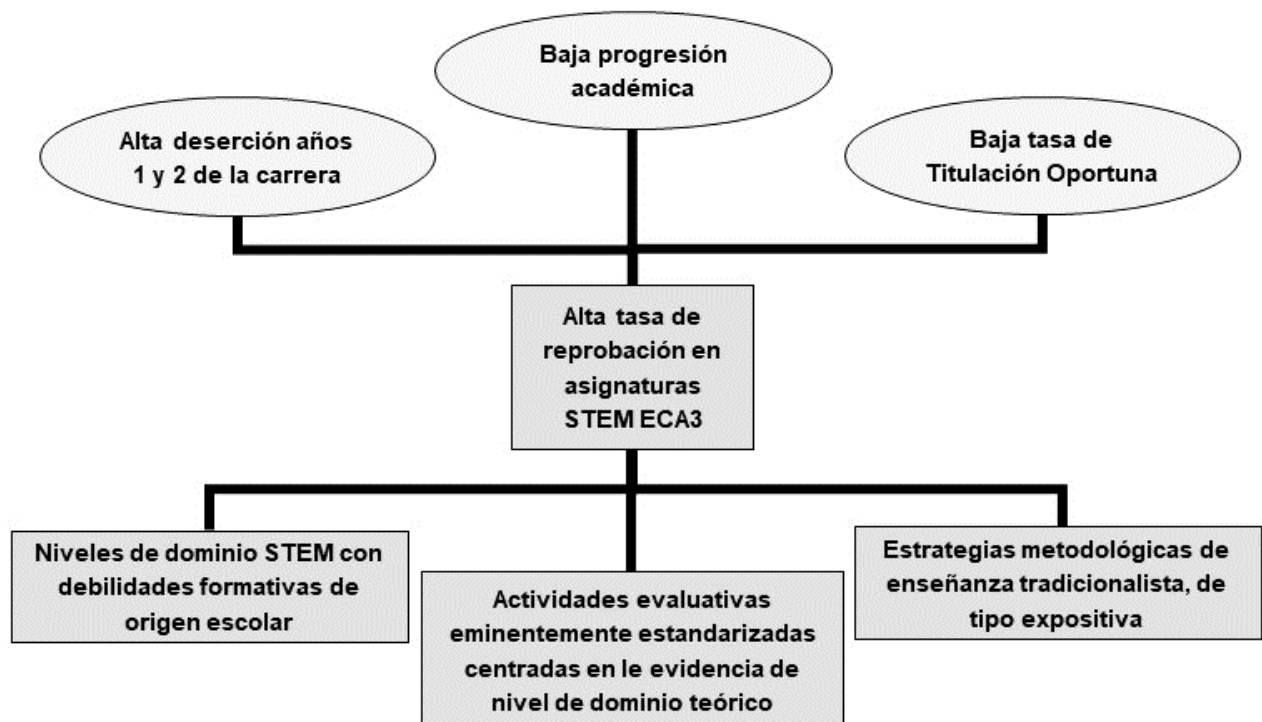 Baja progresión
académica
Alta deserción años
1 y 2 de la carrera
Baja tasa de
Titulación Oportuna
Alta tasa de
reprobación en
asignaturas
STEM ECA3
Niveles de dominio STEM con
debilidades formativas de
origen escolar
Actividades evaluativas
eminentemente estandarizadas
centradas en le evidencia de
nivel de dominio teórico
Estrategias metodológicas de
enseñanza tradicionalista, de
tipo expositiva